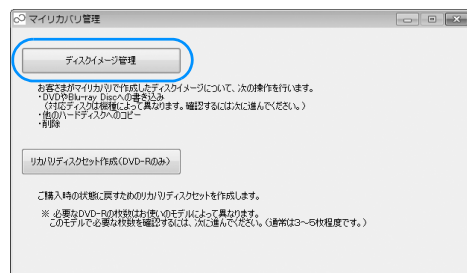 マイリカバリ管理
ディスクイメージ管理
お客さまがマイリカバリで作成したディスクイメージについて、次の操作を行います。
・DVDやBlu-ray Discへの書き込み
（対応ディスクは機種によって異なります。確認するには次に進んでください。）
・他のハードディスクへのコピー
・削除
リカバリディスクセット作成(DVD-Rのみ)
ご購入時の状態に戻すためのリカバリディスクセットを作成します。
※ 必要なDVD-Rの枚数はお使いのモデルによって異なります。
このモデルで必要な枚数を確認するには、次に進んでください。（通常は3～5枚程度です。）